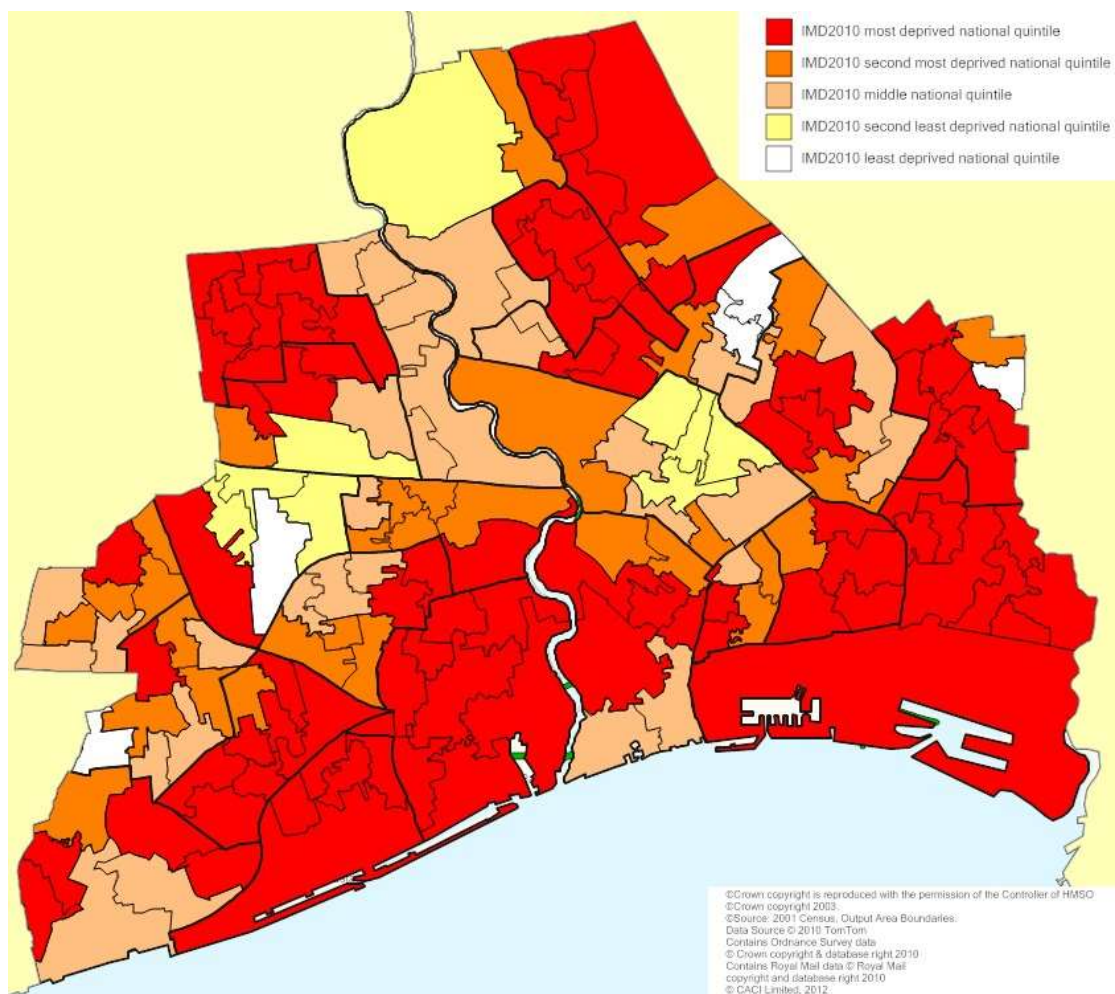 IMD2010 most deprived national quintile
IMD2010 second most deprived national quintile
IMD2010 middle national quintile
IMD2010 second least deprived national quintile
IMD2010 least deprived national quintile
©Crown copyright is reproduced with the permission of the Controller of HMSO
©Crown copyright 2003.
©Source: 2001 Census, Output Area Boundaries.
Data Source © 2010 TomTom
Contains Ordnance Survey data
© Crown copyright & database right 2010
Contains Royal Mail data © Royal Mail
copyright and database right 2010
© CACI Limited, 2012